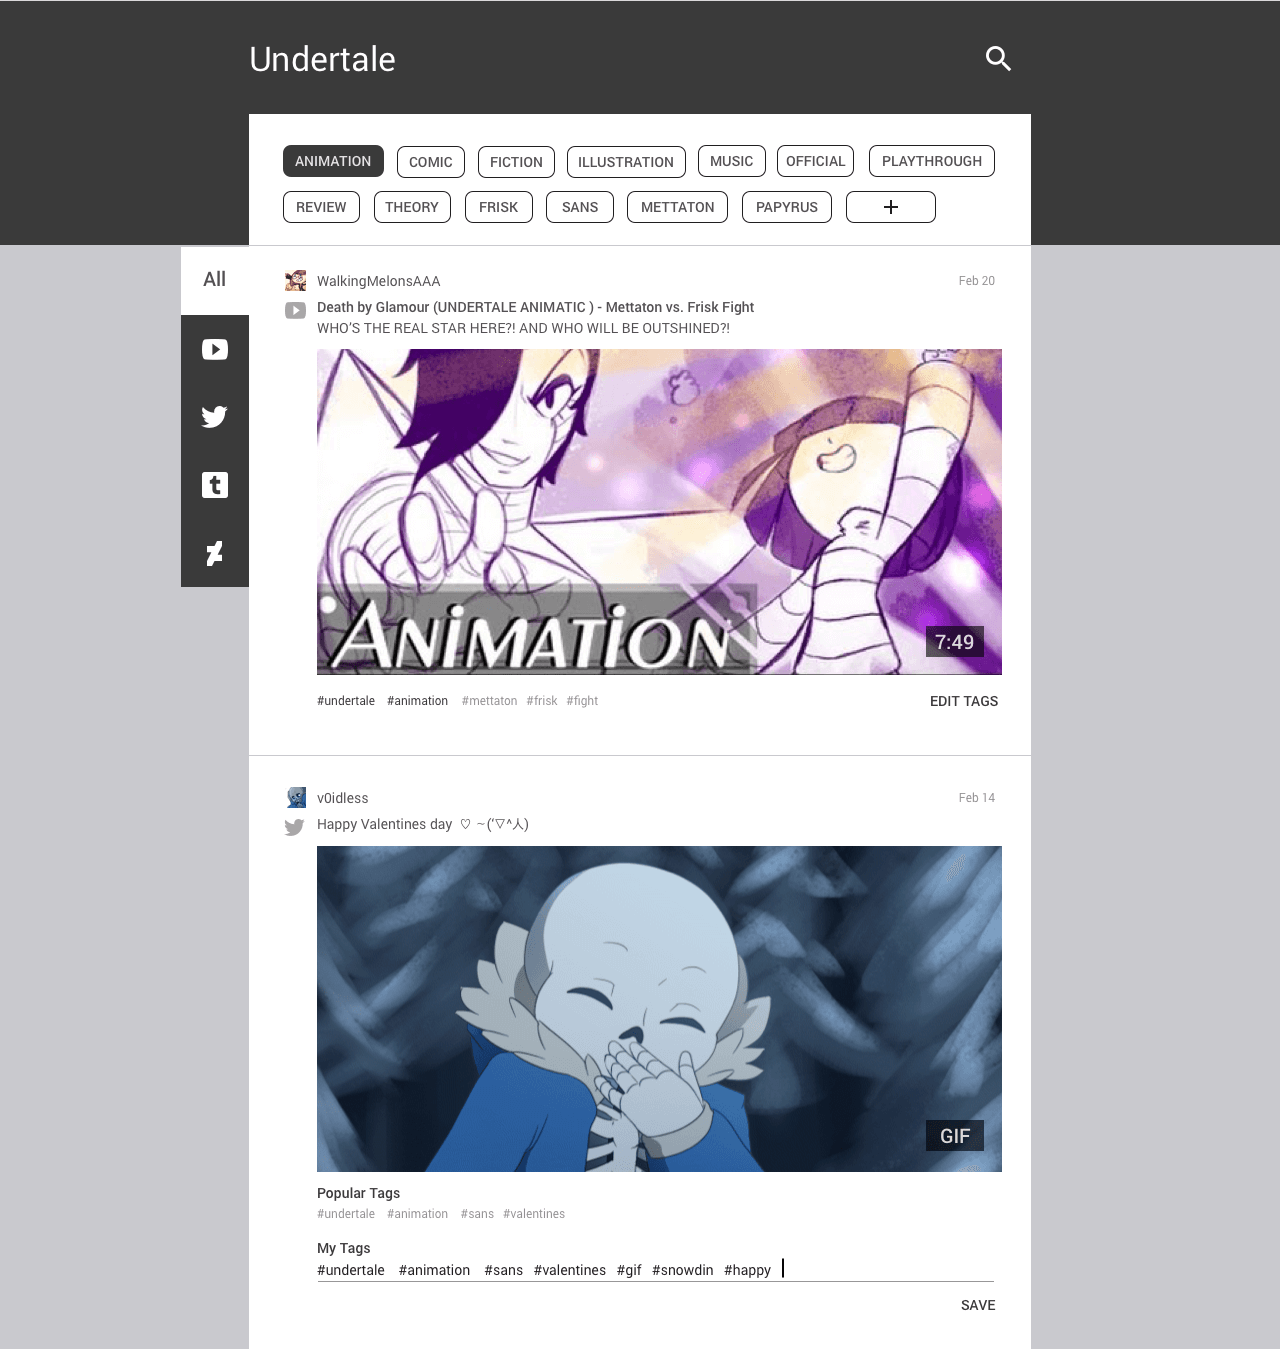 Undertale
ANIMATION COMIC FICTION ILLUSTRATION MUSIC OFFICIAL PLAYTHROUGH
REVIEW THEORY FRISK SANS METTATON PAPYRUS +
All
WalkingMelonsAAA Feb 20
Death by Glamour (UNDERTALE ANIMATIC ) - Mettaton vs. Frisk Fight
WHO'S THE REAL STAR HERE?! AND WHO WILL BE OUTSHINED?!
ANiMATiON
7:49
#undertale #animation #mettaton #frisk #fight EDIT TAGS
v0idless Feb 14
Happy Valentines day ♡ ~(‘▽^人)
GIF
Popular Tags
#undertale #animation #sans #valentines
My Tags
#undertale #animation #sans #valentines #gif #snowdin #happy
SAVE